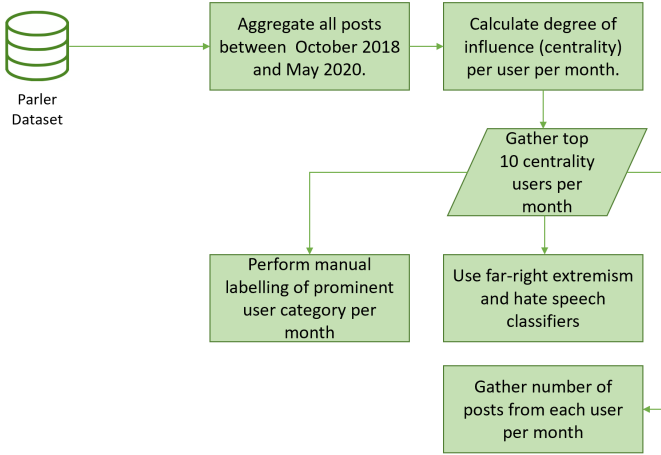 Parler
Dataset
Aggregate all posts
between October 2018
and May 2020.
Calculate degree of
influence (centrality)
per user per month.
Gather top
10 centrality
users per
month
Perform manual
labelling of prominent
user category per
month
Use far-right extremism
and hate speech
classifiers
Gather number of
posts from each user
per month